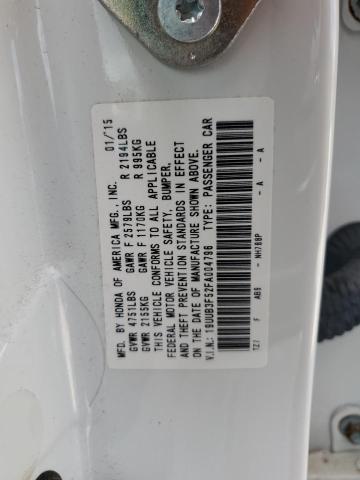 MFD. BY HONDA OF AMERICA MFG., INC. 01/15
GVWR 4751LBS GAWR F 2579LBS R 2194LBS
GVWR 2155KG GAWR F 1170KG R 995KG
THIS VEHICLE CONFORMS TO ALL APPLICABLE
FEDERAL MOTOR VEHICLE SAFETY, BUMPER,
AND THEFT PREVENTION STANDARDS IN EFFECT
ON THE DATE OF MANUFACTURE SHOWN ABOVE.
V.I.N.: 19UUB3F52FA004796 TYPE: PASSENGER CAR
TZ7 F AB9 - NH788P - A - A